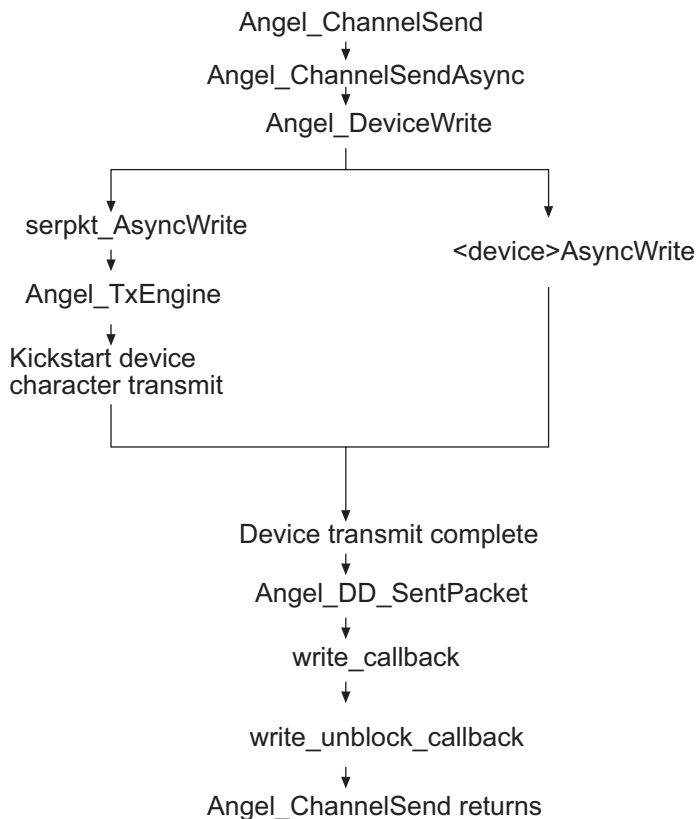 Angel_ChannelSend
Angel_ChannelSendAsync
Angel_DeviceWrite
serpkt_AsyncWrite
<device>AsyncWrite
Angel_TxEngine
Kickstart device
character transmit
Device transmit complete
Angel_DD_SentPacket
write_callback
write_unblock_callback
Angel_ChannelSend returns